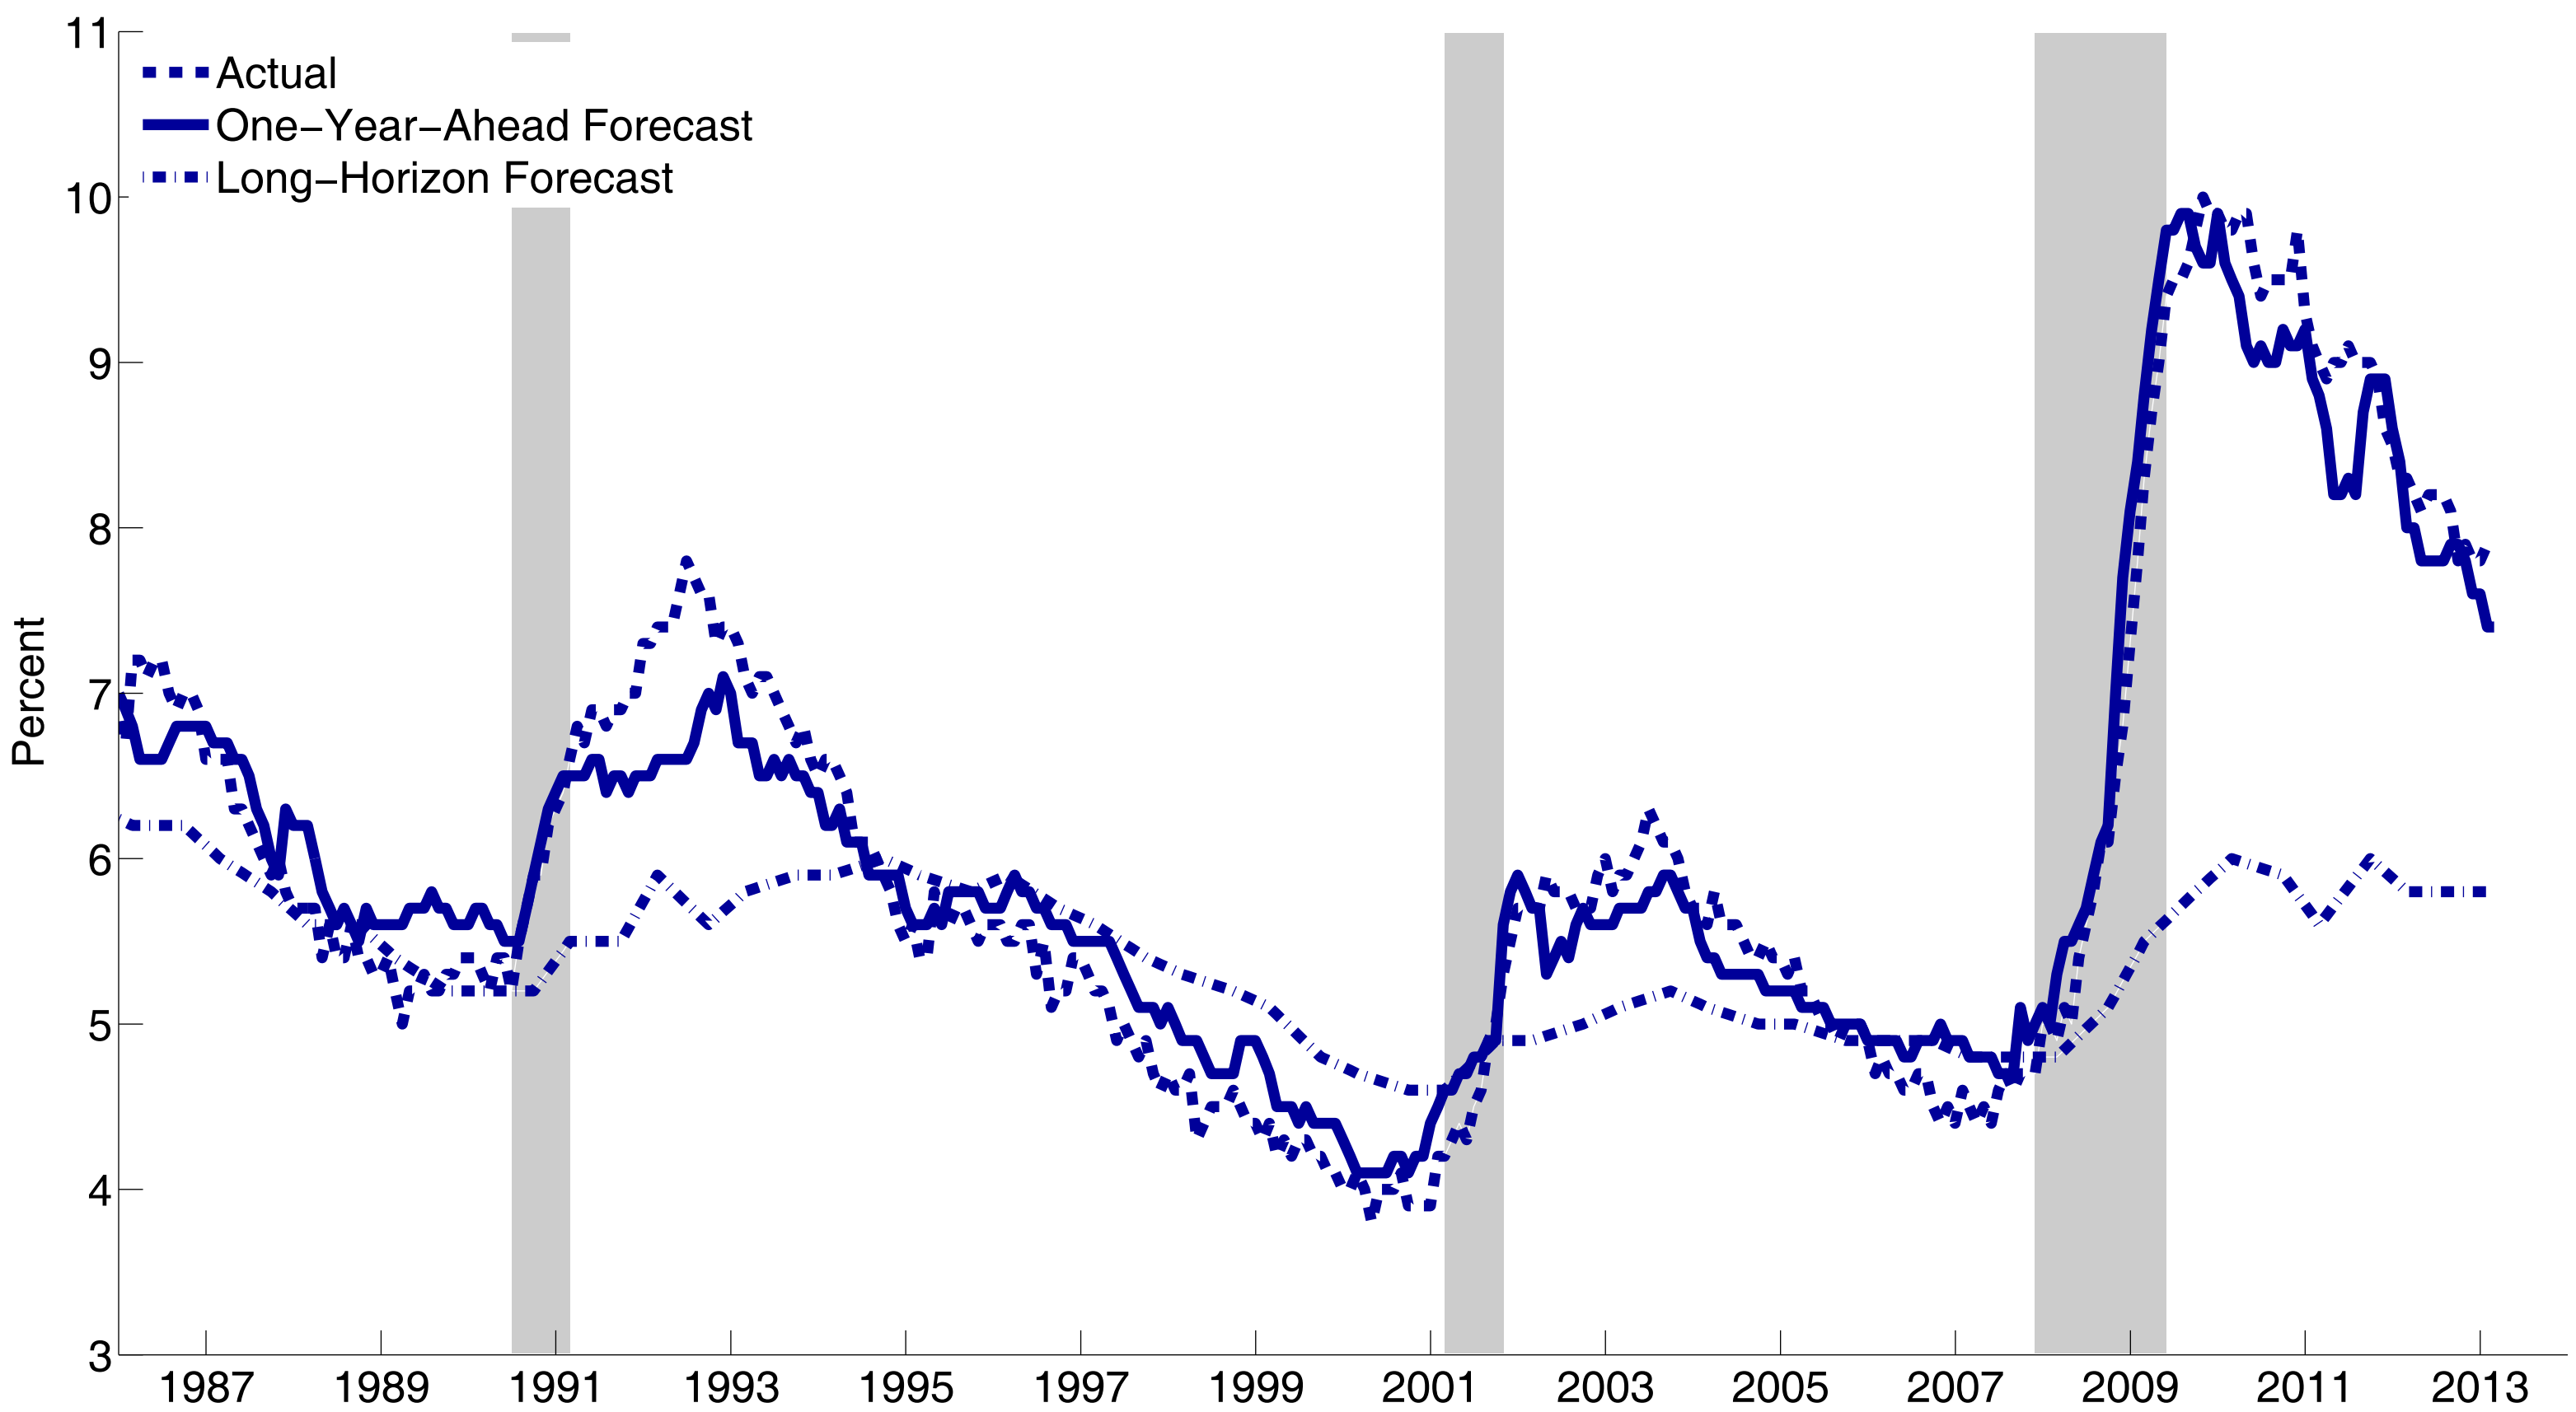 11
10
9
8
7
6
5
4
3
Percent
Actual
One−Year−Ahead Forecast
Long−Horizon Forecast
1987 1989 1991 1993 1995 1997 1999 2001 2003 2005 2007 2009 2011 2013